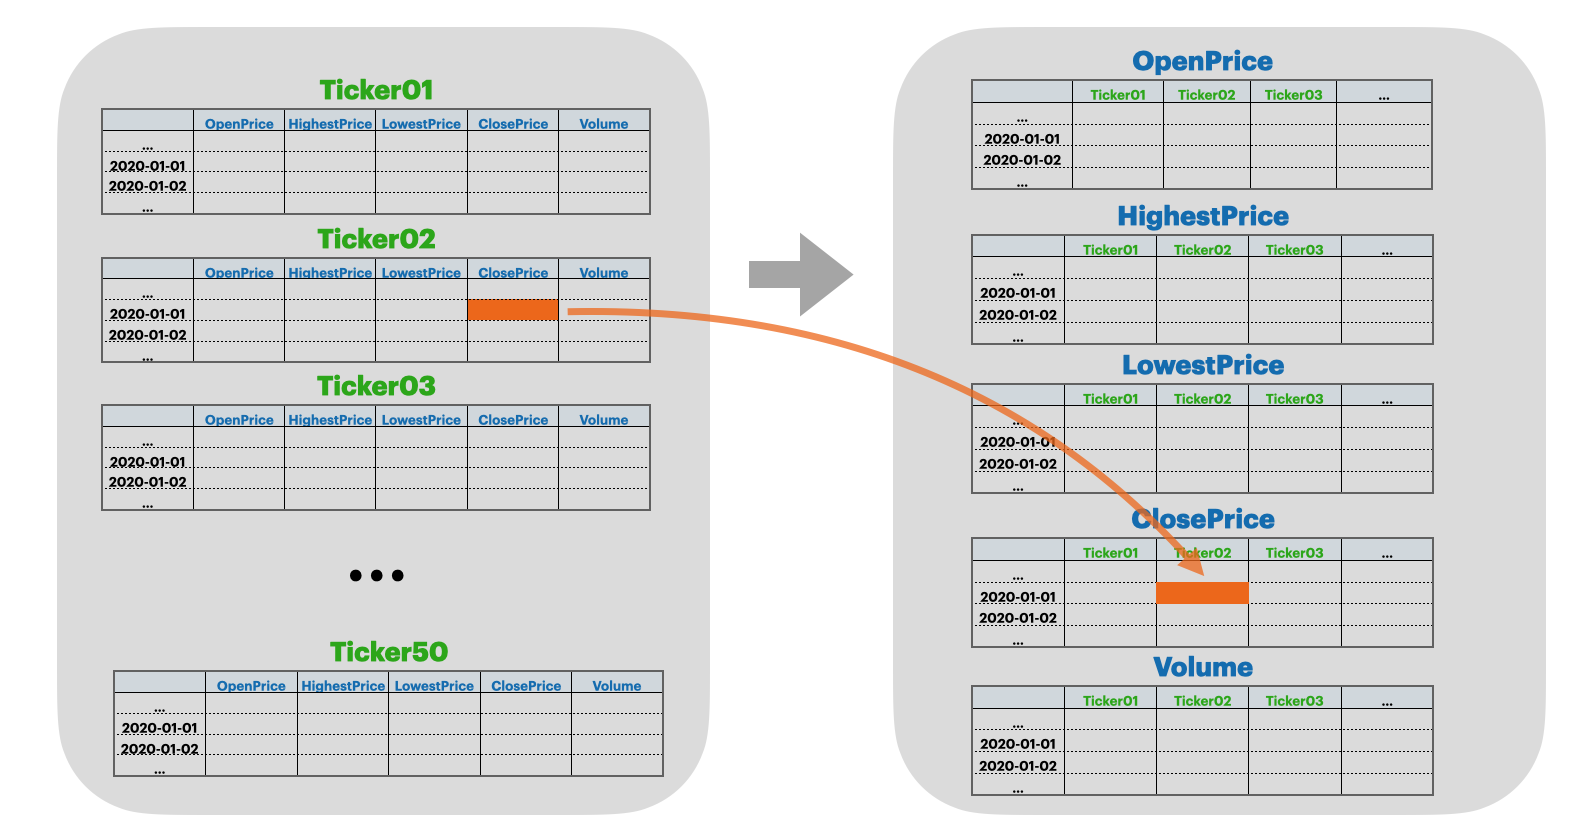 Ticker01
OpenPrice HighestPrice LowestPrice ClosePrice Volume
...
2020-01-01
2020-01-02
...
Ticker02
OpenPrice HighestPrice LowestPrice ClosePrice Volume
...
2020-01-01
2020-01-02
...
Ticker03
OpenPrice HighestPrice LowestPrice ClosePrice Volume
...
2020-01-01
2020-01-02
...
...
Ticker50
OpenPrice HighestPrice LowestPrice ClosePrice Volume
...
2020-01-01
2020-01-02
...
OpenPrice
Ticker01 Ticker02 Ticker03 ...
...
2020-01-01
2020-01-02
...
HighestPrice
Ticker01 Ticker02 Ticker03 ...
...
2020-01-01
2020-01-02
...
LowestPrice
Ticker01 Ticker02 Ticker03 ...
...
2020-01-01
2020-01-02
...
ClosePrice
Ticker01 Ticker02 Ticker03 ...
...
2020-01-01
2020-01-02
...
Volume
Ticker01 Ticker02 Ticker03 ...
...
2020-01-01
2020-01-02
...